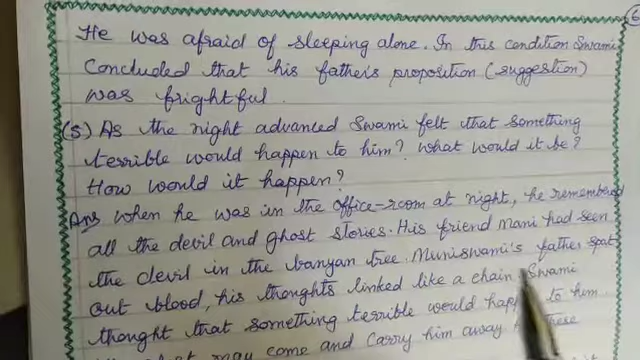 He was afraid of sleeping alone. In this condition Swami
concluded that his father's proposition (suggestion)
was frightful.
(5) As the night advanced Swami felt that something
terrible would happen to him? What would it be?
How would it happen?
Ans When he was in the office-room at night, he remembered
all the devil and ghost stories. His friend Mani had seen
the devil in the banyan tree. Muniswami's father spat
out blood, his thoughts linked like a chain. Swami
thought that something terrible would happen to him.
may come and carry him away